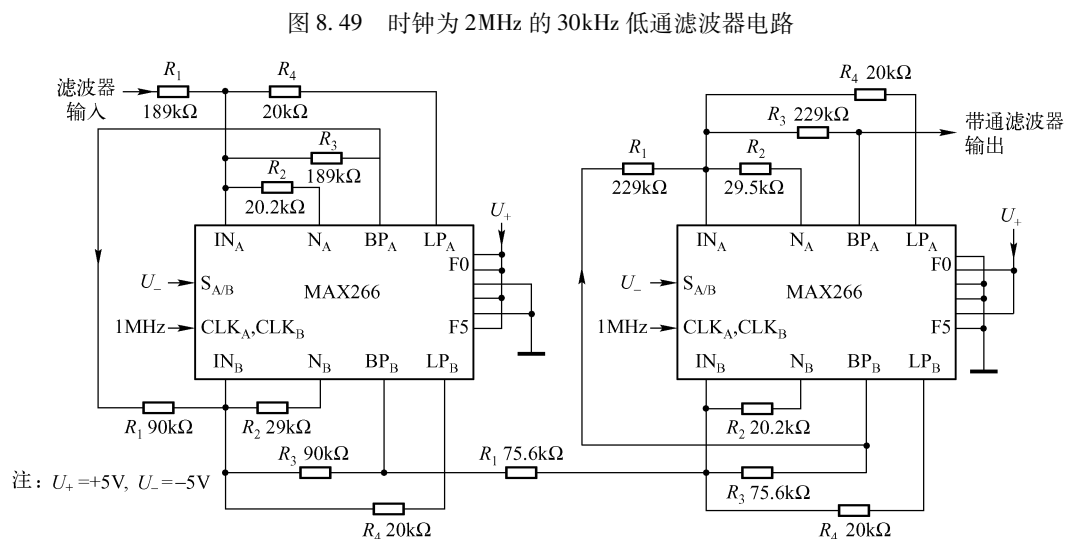 图 8.49 时钟为 2MHz 的 30kHz 低通滤波器电路
滤波器
输入
R1
189kΩ
R4
20kΩ
R3
189kΩ
R2
20.2kΩ
INA
NA
BPA
LPA
U+
F0
U−
SA/B
MAX266
1MHz
CLKA,CLKB
F5
INB
NB
BPB
LPB
R1 90kΩ
R2 29kΩ
R3 90kΩ
R4 20kΩ
R1 75.6kΩ
注：U+=+5V, U−=−5V
R4 20kΩ
R3 229kΩ
带通滤波器
输出
R1
229kΩ
R2
29.5kΩ
INA
NA
BPA
LPA
U+
F0
U−
SA/B
MAX266
1MHz
CLKA,CLKB
F5
INB
NB
BPB
LPB
R2 20.2kΩ
R3 75.6kΩ
R4 20kΩ